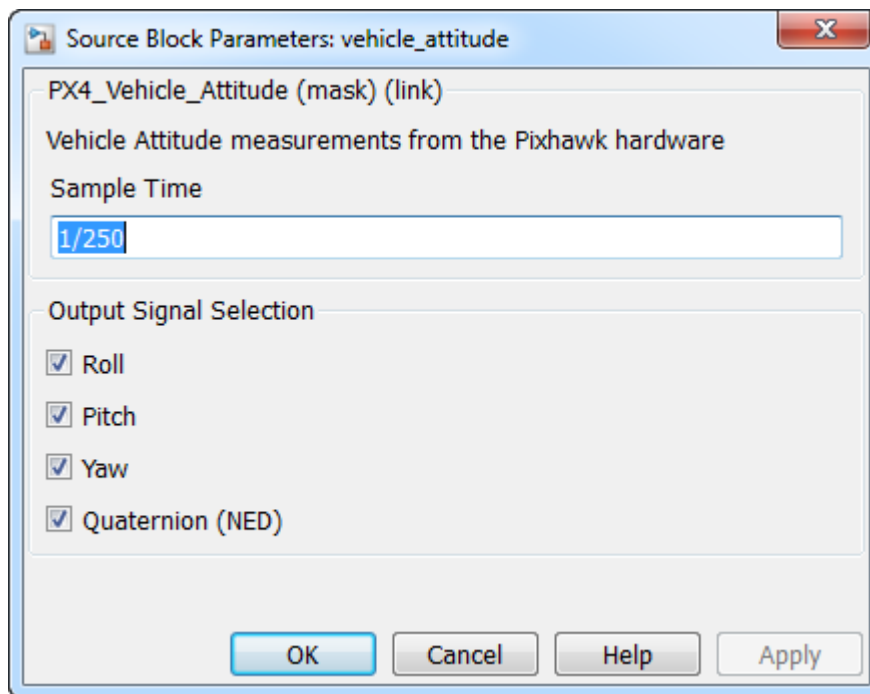 Source Block Parameters: vehicle_attitude
PX4_Vehicle_Attitude (mask) (link)
Vehicle Attitude measurements from the Pixhawk hardware
Sample Time
1/250
Output Signal Selection
Roll
Pitch
Yaw
Quaternion (NED)
OK Cancel Help Apply